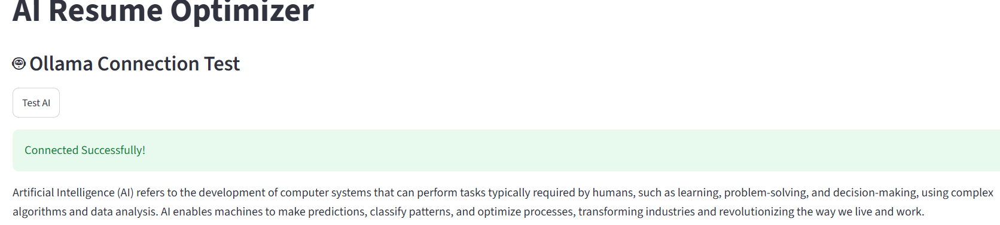 AI Resume Optimizer
Ollama Connection Test
Test AI
Connected Successfully!
Artificial Intelligence (AI) refers to the development of computer systems that can perform tasks typically required by humans, such as learning, problem-solving, and decision-making, using complex
algorithms and data analysis. AI enables machines to make predictions, classify patterns, and optimize processes, transforming industries and revolutionizing the way we live and work.